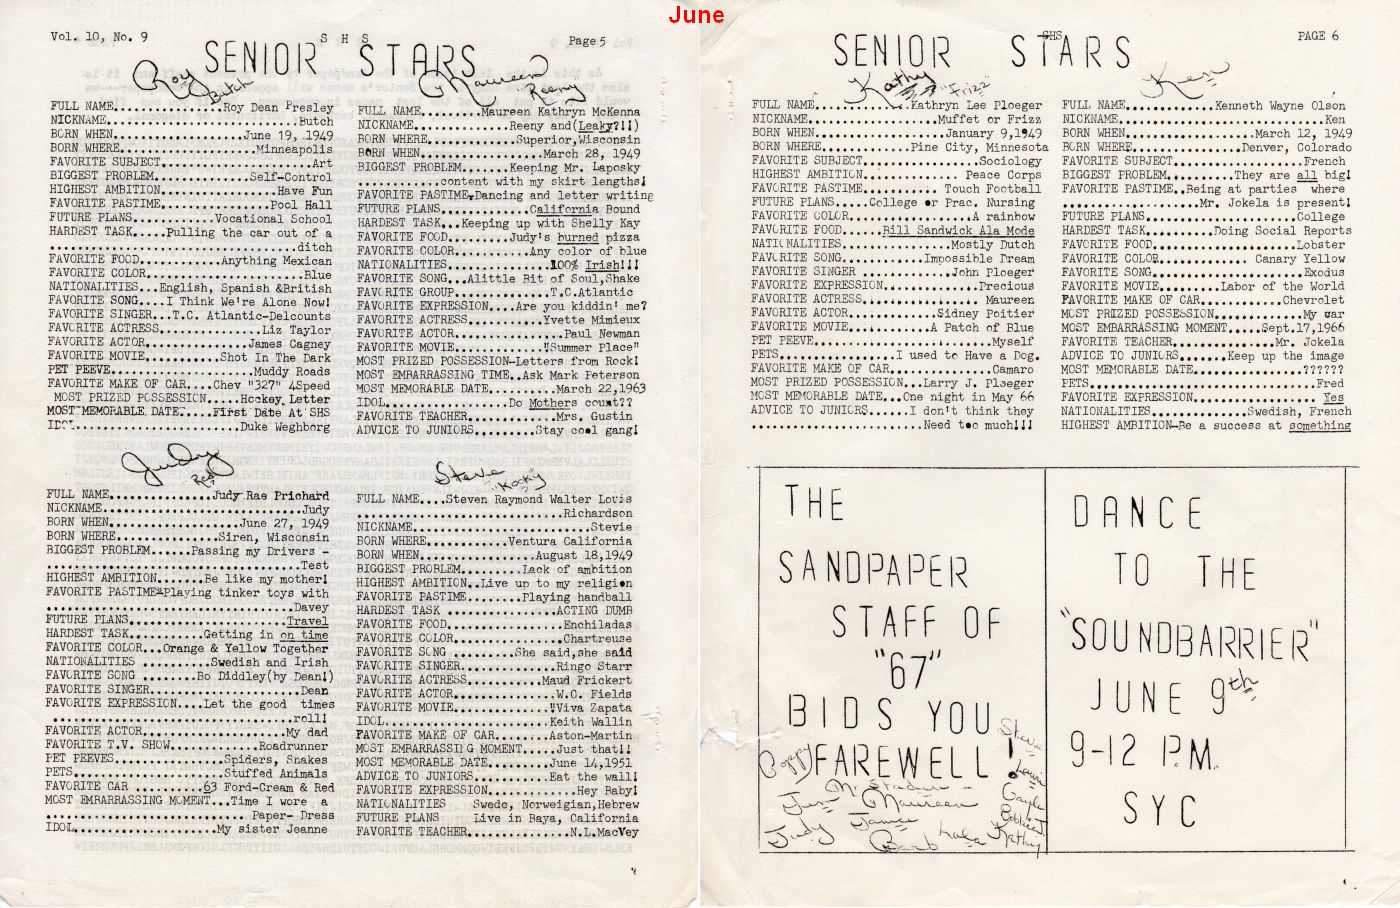 June
Vol. 10, No. 9
S H S
Page 5
SENIOR STARS
Roy
Butch
FULL NAME................Roy Dean Presley
NICKNAME............................Butch
BORN WHEN...................June 19, 1949
BORN WHERE....................Minneapolis
FAVORITE SUBJECT......................Art
BIGGEST PROBLEM..............Self-Control
HIGHEST AMBITION.................Have Fun
FAVORITE PASTIME................Pool Hall
FUTURE PLANS............Vocational School
HARDEST TASK.....Pulling the car out of a
....................................ditch
FAVORITE FOOD............Anything Mexican
FAVORITE COLOR.......................Blue
NATIONALITIES...English, Spanish &British
FAVORITE SONG....I Think We're Alone Now!
FAVORITE SINGER...T.C. Atlantic-Delcounts
FAVORITE ACTRESS...............Liz Taylor
FAVORITE ACTOR...............James Cagney
FAVORITE MOVIE...........Shot In The Dark
PET PEEVE.....................Muddy Roads
FAVORITE MAKE OF CAR....Chev "327" 4Speed
MOST PRIZED POSSESSION.....Hockey Letter
MOST MEMORABLE DATE.....First Date At SHS
IDOL........................Duke Weghborg
Maureen
"Reeny"
FULL NAME.........Maureen Kathryn McKenna
NICKNAME..............Reeny and(Leaky?!!)
BORN WHERE.............Superior,Wisconsin
BORN WHEN..................March 28, 1949
BIGGEST PROBLEM.......Keeping Mr. Laposky
............content with my skirt lengths!
FAVORITE PASTIME-Dancing and letter writing
FUTURE PLANS.............California Bound
HARDEST TASK...Keeping up with Shelly Kay
FAVORITE FOOD........Judy's burned pizza
FAVORITE COLOR..........Any color of blue
NATIONALITIES...............100% Irish!!!
FAVORITE SONG...Alittle Bit of Soul,Shake
FAVORITE GROUP...............T.C.Atlantic
FAVORITE EXPRESSION....Are you kiddin' me?
FAVORITE ACTRESS...........Yvette Mimieux
FAVORITE ACTOR................Paul Newman
FAVORITE MOVIE............."Summer Place"
MOST PRIZED POSSESSION-Letters from Rock!
MOST EMBARRASSING TIME..Ask Mark Peterson
MOST MEMORABLE DATE.........March 22,1963
IDOL.................Do Mothers count??
FAVORITE TEACHER..............Mrs. Gustin
ADVICE TO JUNIORS.........Stay cool gang!
Judy
Red
FULL NAME...............Judy Rae Prichard
NICKNAME.............................Judy
BORN WHEN...................June 27, 1949
BORN WHERE...............Siren, Wisconsin
BIGGEST PROBLEM......Passing my Drivers -
.....................................Test
HIGHEST AMBITION.......Be like my mother!
FAVORITE PASTIME-Playing tinker toys with
....................................Davey
FUTURE PLANS.......................Travel
HARDEST TASK...........Getting in on time
FAVORITE COLOR...Orange & Yellow Together
NATIONALITIES ..........Swedish and Irish
FAVORITE SONG .........Bo Diddley(by Dean!)
FAVORITE SINGER......................Dean
FAVORITE EXPRESSION....Let the good times
....................................roll!
FAVORITE ACTOR.....................My dad
FAVORITE T.V. SHOW.............Roadrunner
PET PEEVES.................Spiders, Snakes
PETS.......................Stuffed Animals
FAVORITE CAR ..........63 Ford-Cream & Red
MOST EMBARRASSING MOMENT...Time I wore a
..............................Paper- Dress
IDOL......................My sister Jeanne
Steve
"Rocky"
FULL NAME....Steven Raymond Walter Louis
...............................Richardson
NICKNAME...........................Stevie
BORN WHERE.............Ventura California
BORN WHEN..................August 18,1949
BIGGEST PROBLEM..........Lack of ambition
HIGHEST AMBITION..Live up to my religion
FAVORITE PASTIME.........Playing handball
HARDEST TASK .................ACTING DUMB
FAVORITE FOOD..................Enchiladas
FAVORITE COLOR.................Chartreuse
FAVORITE SONG ..........She said,she said
FAVORITE SINGER...............Ringo Starr
FAVORITE ACTRESS............Maud Frickert
FAVORITE ACTOR................W.C. Fields
FAVORITE MOVIE..............."Viva Zapata
IDOL.........................Keith Wallin
FAVORITE MAKE OF CAR.........Aston-Martin
MOST EMBARRASSING MOMENT.....Just that!!
MOST MEMORABLE DATE..........June 14,1951
ADVICE TO JUNIORS...........Eat the wall!
FAVORITE EXPRESSION.............Hey Baby!
NATIONALITIES Swede, Norweigian,Hebrew
FUTURE PLANS Live in Baya, California
FAVORITE TEACHER...............N.L.MacVey
SHS
PAGE 6
SENIOR STARS
Kathy
"Frizz"
FULL NAME..............Kathryn Lee Ploeger
NICKNAME...................Muffet or Frizz
BORN WHEN...................January 9,1949
BORN WHERE.............Pine City, Minnesota
FAVORITE SUBJECT.................Sociology
HIGHEST AMBITION............... Peace Corps
FAVORITE PASTIME............ Touch Football
FUTURE PLANS.....College or Prac. Nursing
FAVORITE COLOR...................A rainbow
FAVORITE FOOD.....Bill Sandwick Ala Mode
NATIONALITIES.................Mostly Dutch
FAVORITE SONG.............Impossible Dream
FAVORITE SINGER ..............John Ploeger
FAVORITE EXPRESSION...............Precious
FAVORITE ACTRESS.................. Maureen
FAVORITE ACTOR..............Sidney Poitier
FAVORITE MOVIE.............A Patch of Blue
PET PEEVE...........................Myself
PETS..................I used to Have a Dog.
FAVORITE MAKE OF CAR................Camaro
MOST PRIZED POSSESSION....Larry J. Ploeger
MOST MEMORABLE DATE...One night in May 66
ADVICE TO JUNIORS......I don't think they
..........................Need too much!!!
Ken
FULL NAME...............Kenneth Wayne Olson
NICKNAME................................Ken
BORN WHEN....................March 12, 1949
BORN WHERE.................Denver, Colorado
FAVORITE SUBJECT.....................French
BIGGEST PROBLEM...........They are all big!
FAVORITE PASTIME..Being at parties where
.....................Mr. Jokela is present!
FUTURE PLANS........................College
HARDEST TASK...........Doing Social Reports
FAVORITE FOOD.......................Lobster
FAVORITE COLOR............... Canary Yellow
FAVORITE SONG........................Exodus
FAVORITE MOVIE...........Labor of the World
FAVORITE MAKE OF CAR..............Chevrolet
MOST PRIZED POSSESSION...............My car
MOST EMBARRASSING MOMENT.....Sept.17,1966
FAVORITE TEACHER.................Mr. Jokela
ADVICE TO JUNIORS.........Keep up the image
MOST MEMORABLE DATE..................??????
PETS...................................Fred
FAVORITE EXPRESSION.................... Yes
NATIONALITIES...............Swedish, French
HIGHEST AMBITION-Be a success at something
THE
SANDPAPER
STAFF OF
"67"
BIDS YOU
FAREWELL!
Steve
Poppy
Laurie
Gayle
Maureen
Judy
Janice
Barb
Lula
Kathy
DANCE
TO THE
"SOUNDBARRIER"
JUNE 9th
9-12 P.M.
SYC